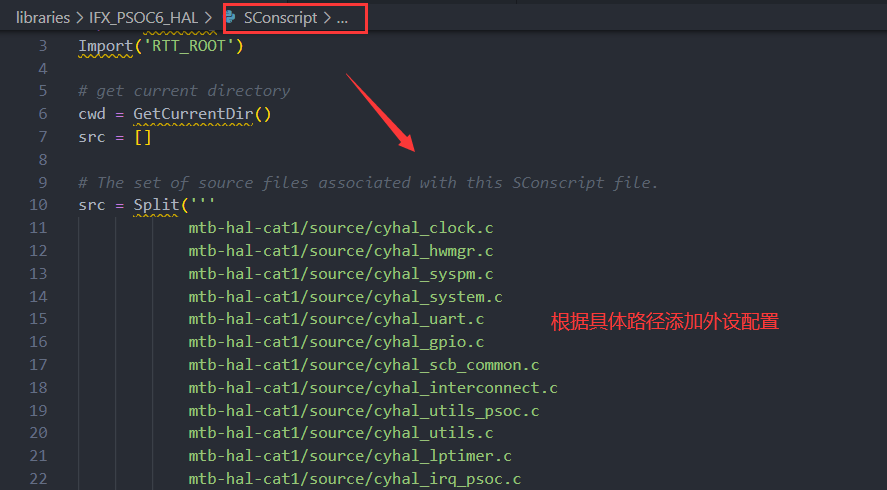 libraries > IFX_PSOC6_HAL > SConscript > ...
3 Import('RTT_ROOT')
4
5 # get current directory
6 cwd = GetCurrentDir()
7 src = []
8
9 # The set of source files associated with this SConscript file.
10 src = Split('''
11 mtb-hal-cat1/source/cyhal_clock.c
12 mtb-hal-cat1/source/cyhal_hwmgr.c
13 mtb-hal-cat1/source/cyhal_syspm.c
14 mtb-hal-cat1/source/cyhal_system.c
15 mtb-hal-cat1/source/cyhal_uart.c
根据具体路径添加外设配置
16 mtb-hal-cat1/source/cyhal_gpio.c
17 mtb-hal-cat1/source/cyhal_scb_common.c
18 mtb-hal-cat1/source/cyhal_interconnect.c
19 mtb-hal-cat1/source/cyhal_utils_psoc.c
20 mtb-hal-cat1/source/cyhal_utils.c
21 mtb-hal-cat1/source/cyhal_lptimer.c
22 mtb-hal-cat1/source/cyhal_irq_psoc.c